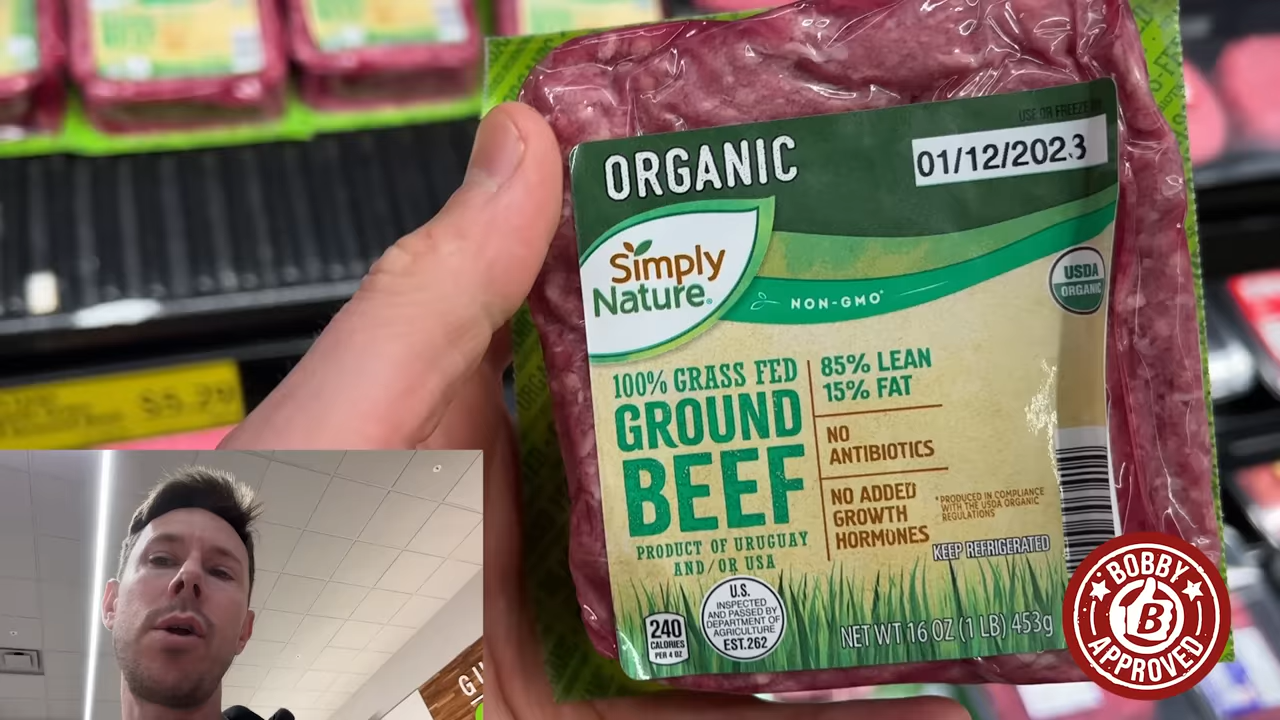 USE OR FREEZE BY
01/12/2023
ORGANIC
Simply
Nature®
NON-GMO*
USDA
ORGANIC
100% GRASS FED
GROUND
BEEF
PRODUCT OF URUGUAY
AND/OR USA
85% LEAN
15% FAT
NO
ANTIBIOTICS
NO ADDED
GROWTH
HORMONES
*PRODUCED IN COMPLIANCE
WITH THE USDA ORGANIC
REGULATIONS
KEEP REFRIGERATED
240
CALORIES
PER 4 OZ
U.S.
INSPECTED
AND PASSED BY
DEPARTMENT OF
AGRICULTURE
EST.262
NET WT 16 OZ (1 LB) 453g
BOBBY
B
APPROVED
ORGANIC